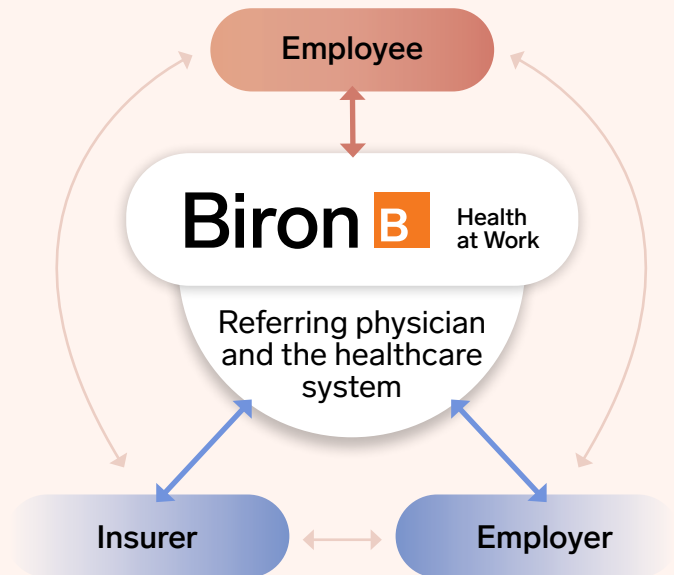 Employee
Biron B Health
at Work
Referring physician
and the healthcare
system
Insurer
Employer